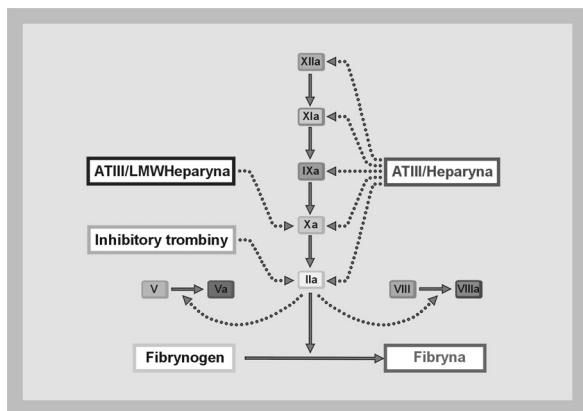 XIIa
XIa
ATIII/LMWHeparyna
IXa
ATIII/Heparyna
Xa
Inhibitory trombiny
IIa
V
Va
VIII
VIIIa
Fibrynogen
Fibryna